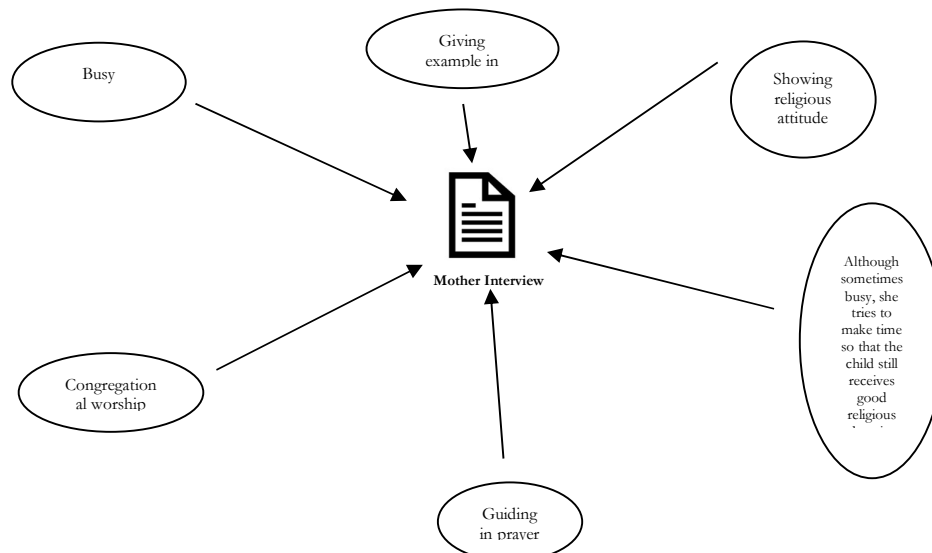 Giving
example in
Busy
Showing
religious
attitude
Mother Interview
Although
sometimes
busy, she
tries to
make time
so that the
child still
receives
good
religious
Congregation
al worship
Guiding
in prayer